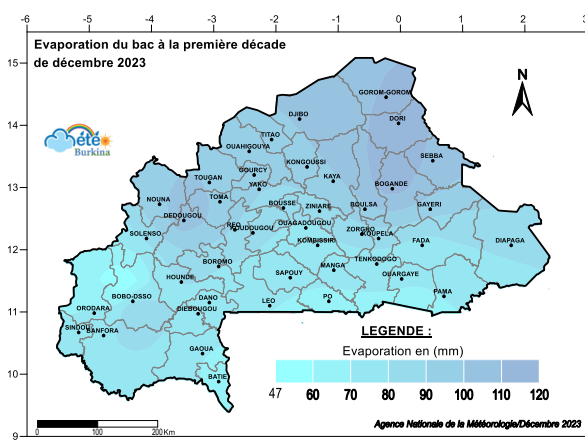 -6 -5 -4 -3 -2 -1 0 1 2 3
Evaporation du bac à la première décade
de décembre 2023
15
14
13
12
11
10
9
N
météo
Burkina
GOROM-GOROM
DJIBO
DORI
TITAO
OUAHIGOUYA
KONGOUSSI
SEBBA
GOURCY
TOUGAN
YAKO
KAYA
BOGANDE
NOUNA
TOMA
BOUSSE
ZINIARE
BOULSA
GAYERI
DEDOUGOU
REO
KOUDOUGOU
OUAGADOUGOU
ZORGHO
KOUPELA
SOLENSO
KOMBISSIRI
FADA
DIAPAGA
BOROMO
MANGA
TENKODOGO
HOUNDE
SAPOUY
OUARGAYE
BOBO-DSSO
DANO
LEO
PO
PAMA
ORODARA
DIEBOUGOU
SINDOU
BANFORA
GAOUA
BATIE
LEGENDE :
Evaporation en (mm)
47 60 70 80 90 100 110 120
0 100 200 Km
Agence Nationale de la Météorologie/Décembre 2023